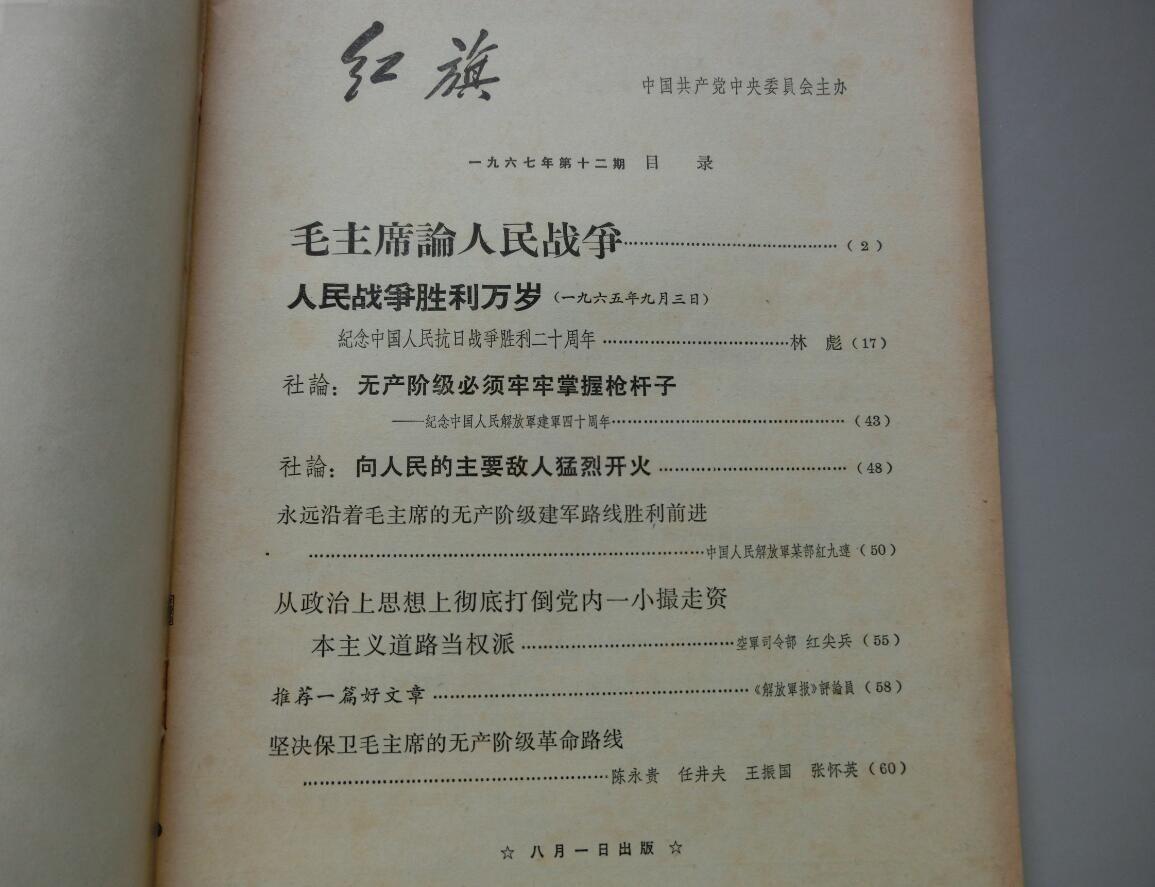 红旗
中国共产党中央委員会主办
一九六七年第十二期 目 录
毛主席論人民战爭……………………………………（2）
人民战爭胜利万岁（一九六五年九月三日）
紀念中国人民抗日战爭胜利二十周年……………………………林 彪（17）
社論：无产阶级必须牢牢掌握枪杆子
——紀念中国人民解放軍建軍四十周年……………………………………（43）
社論：向人民的主要敌人猛烈开火……………………………（48）
永远沿着毛主席的无产阶级建军路线胜利前进
………………………………………………………………中国人民解放軍某部紅九連（50）
从政治上思想上彻底打倒党内一小撮走资
本主义道路当权派…………………………………空軍司令部 红尖兵（55）
推荐一篇好文章…………………………………………………《解放軍报》評論員（58）
坚决保卫毛主席的无产阶级革命路线
………………………………………………陈永贵 任井夫 王振国 张怀英（60）
☆ 八月一日出版 ☆